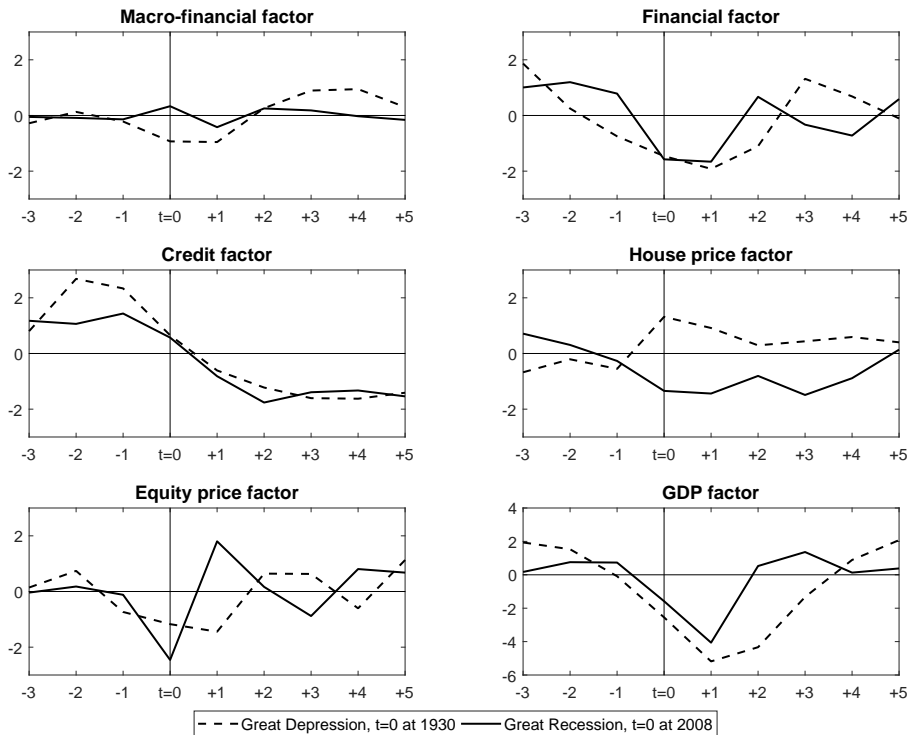 Macro-financial factor
2
0
-2
-3 -2 -1 t=0 +1 +2 +3 +4 +5
Financial factor
2
0
-2
-3 -2 -1 t=0 +1 +2 +3 +4 +5
Credit factor
2
0
-2
-3 -2 -1 t=0 +1 +2 +3 +4 +5
House price factor
2
0
-2
-3 -2 -1 t=0 +1 +2 +3 +4 +5
Equity price factor
2
0
-2
-3 -2 -1 t=0 +1 +2 +3 +4 +5
GDP factor
4
2
0
-2
-4
-6
-3 -2 -1 t=0 +1 +2 +3 +4 +5
Great Depression, t=0 at 1930 Great Recession, t=0 at 2008